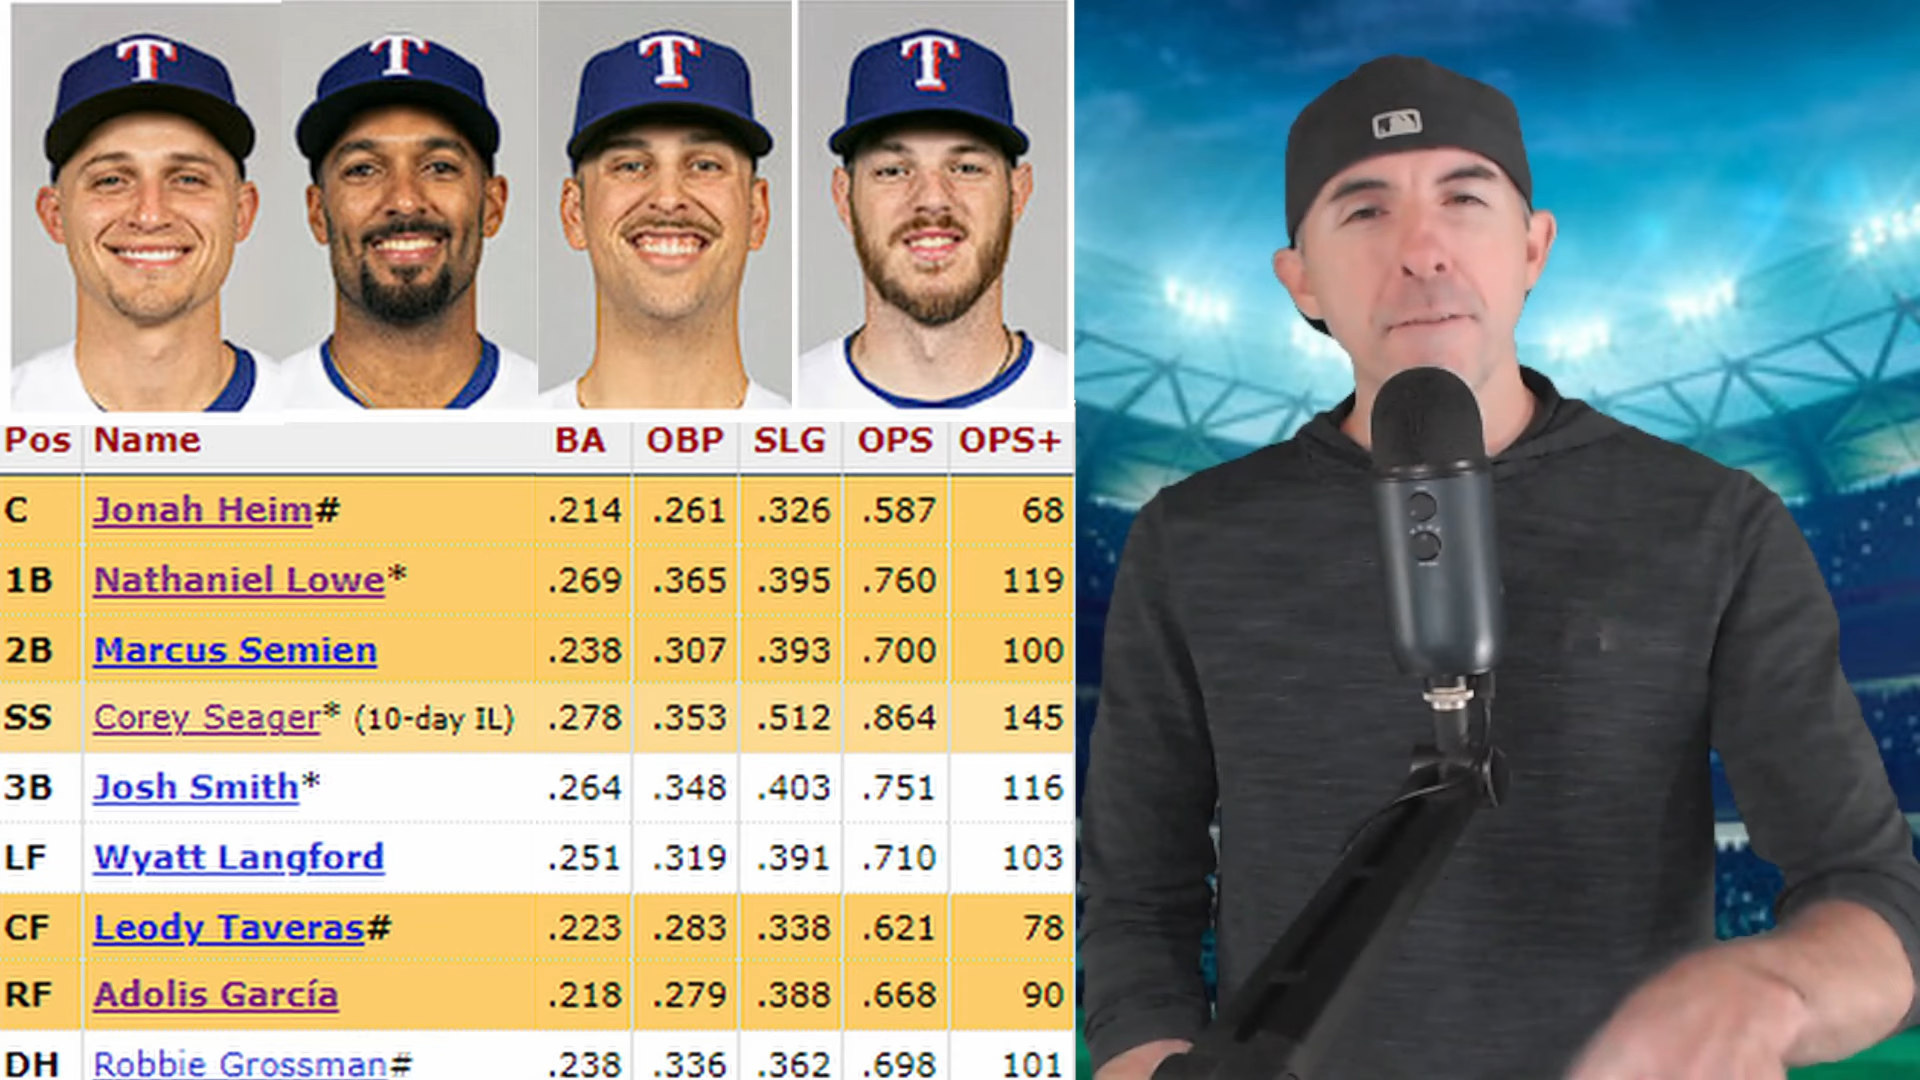 T T T T
Pos Name BA OBP SLG OPS OPS+
C Jonah Heim# .214 .261 .326 .587 68
1B Nathaniel Lowe* .269 .365 .395 .760 119
2B Marcus Semien .238 .307 .393 .700 100
SS Corey Seager* (10-day IL) .278 .353 .512 .864 145
3B Josh Smith* .264 .348 .403 .751 116
LF Wyatt Langford .251 .319 .391 .710 103
CF Leody Taveras# .223 .283 .338 .621 78
RF Adolis García .218 .279 .388 .668 90
DH Robbie Grossman# .238 .336 .362 .698 101